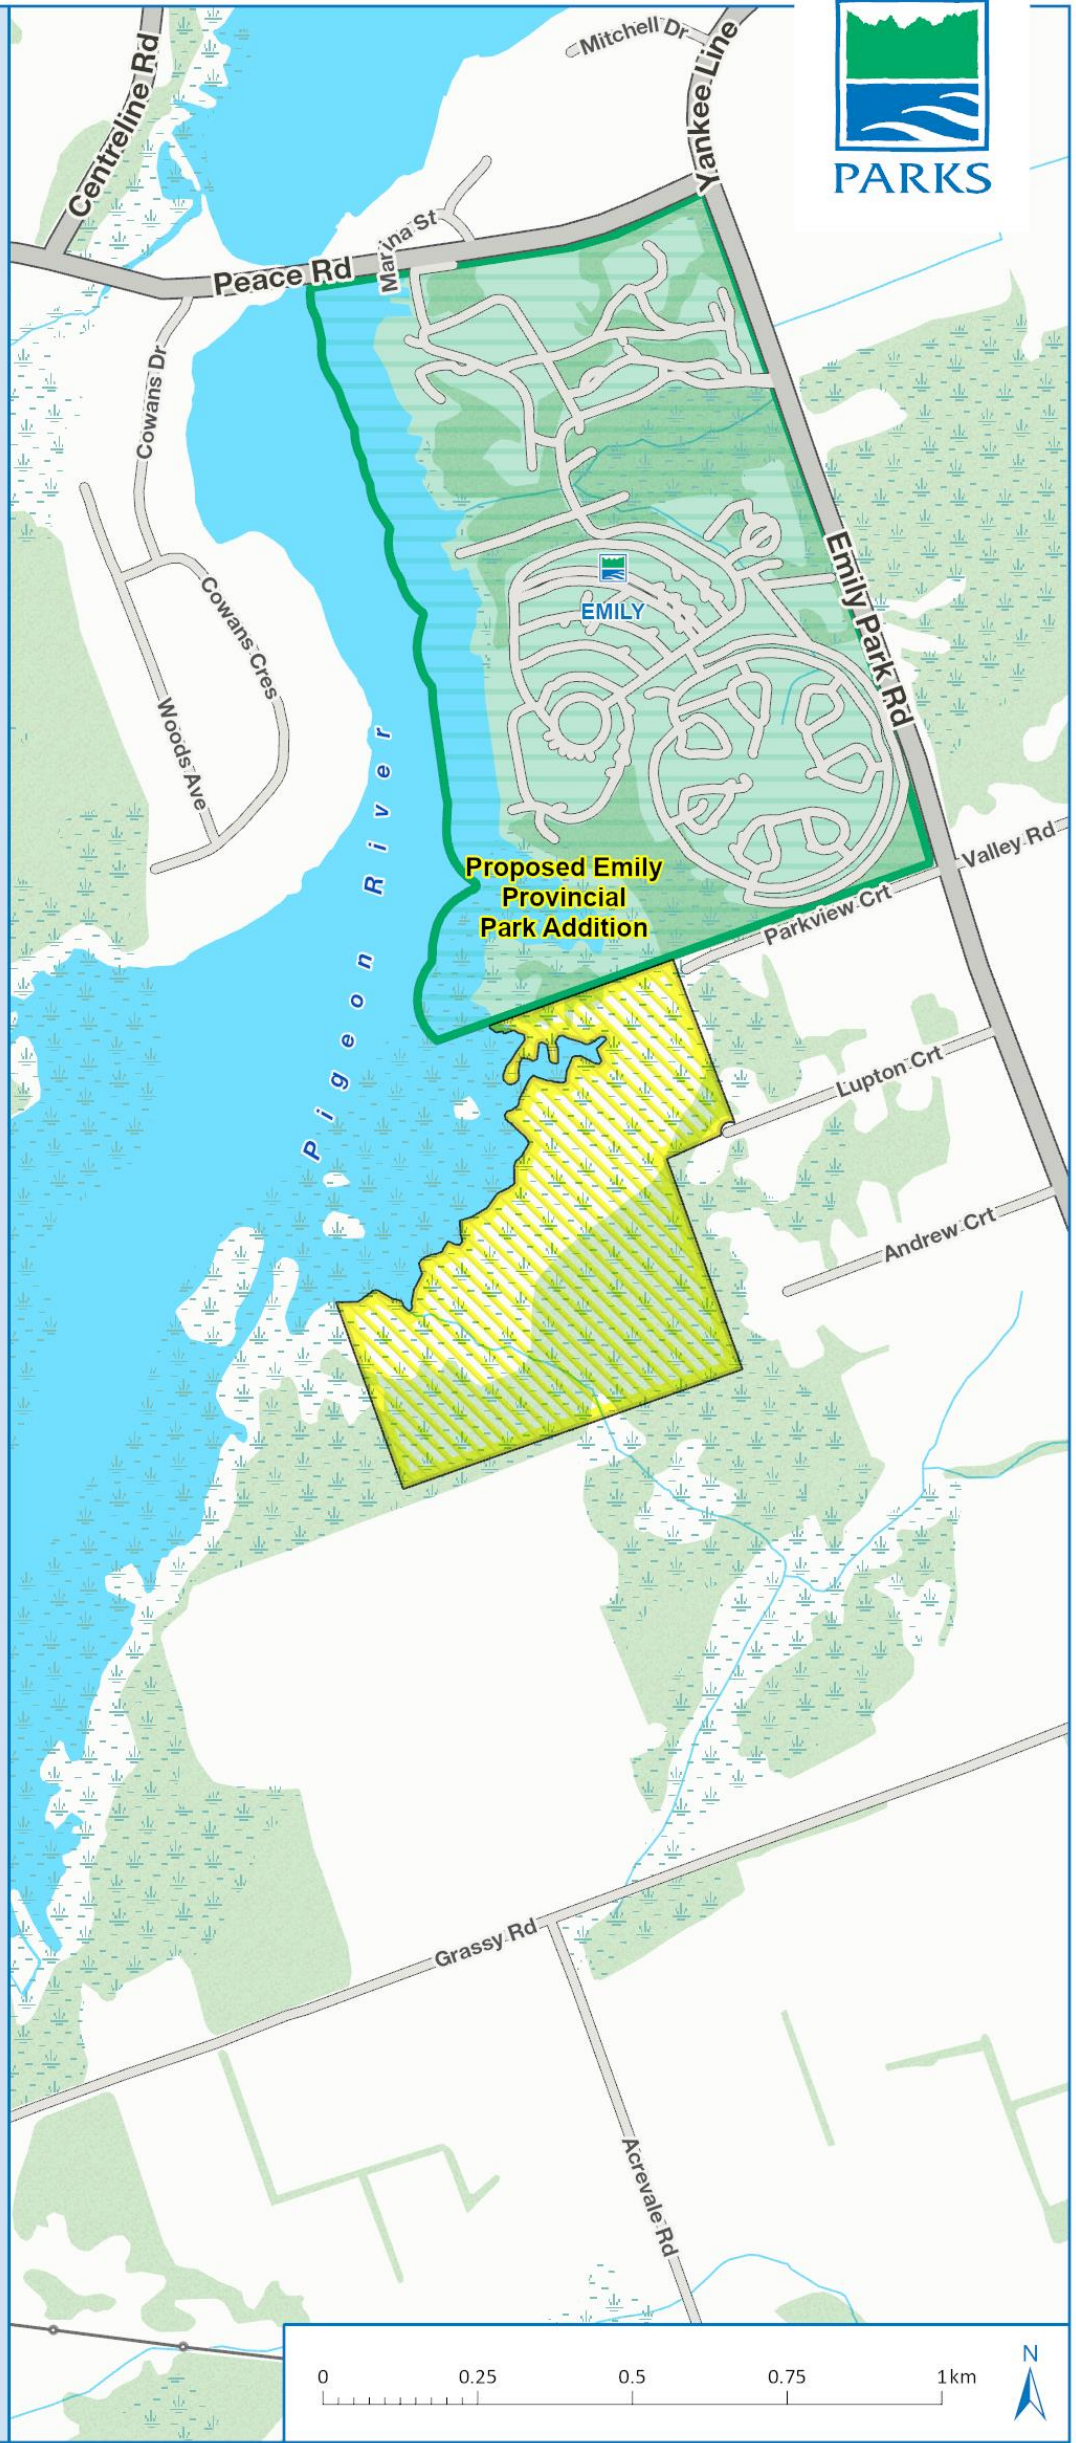 Mitchell Dr
Yankee Line
PARKS
Centreline Rd
Marina St
Peace Rd
Cowans Dr
Emily Park Rd
EMILY
Cowans Cres
Woods Ave
Pigeon River
Valley Rd
Proposed Emily
Provincial
Park Addition
Parkview Crt
Lupton Crt
Andrew Crt
Grassy Rd
Acrevale Rd
0 0.25 0.5 0.75 1km
N